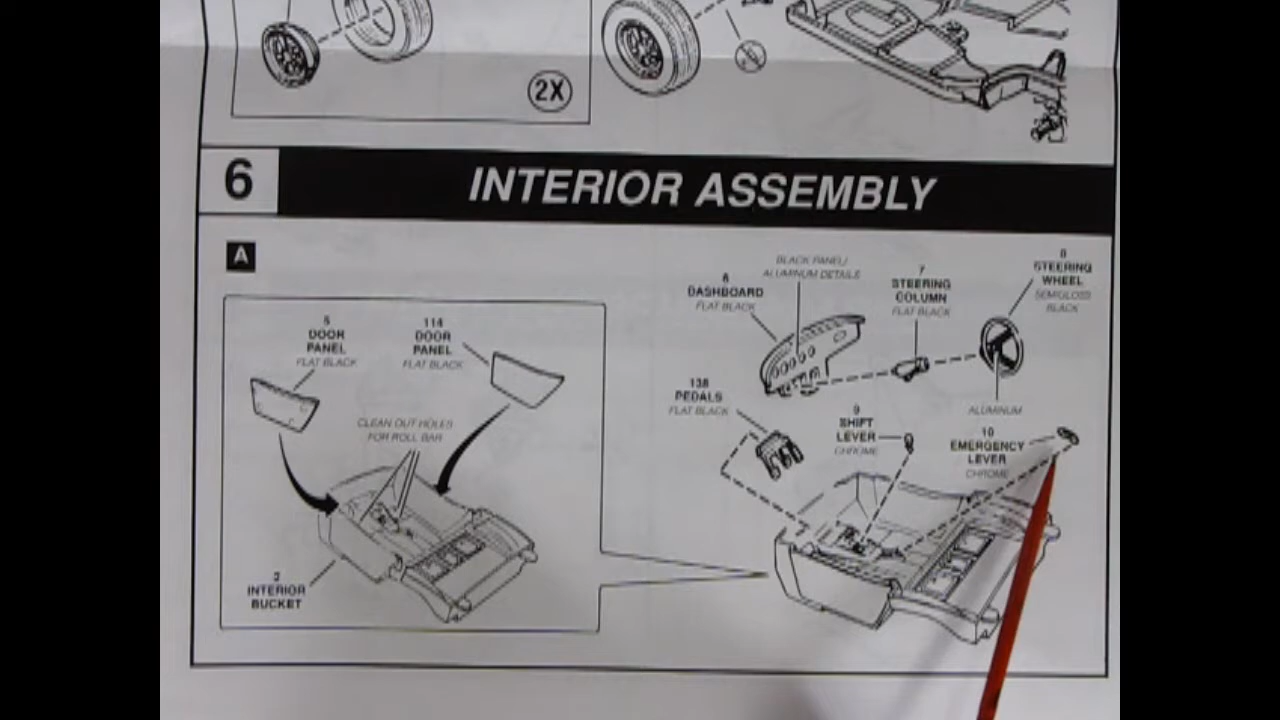 2X
6
INTERIOR ASSEMBLY
A
5
DOOR
PANEL
FLAT BLACK
114
DOOR
PANEL
FLAT BLACK
CLEAN OUT HOLES
FOR ROLL BAR
2
INTERIOR
BUCKET
BLACK PANEL/
ALUMINUM DETAILS
6
DASHBOARD
FLAT BLACK
7
STEERING
COLUMN
FLAT BLACK
8
STEERING
WHEEL
SEMIGLOSS
BLACK
ALUMINUM
138
PEDALS
FLAT BLACK
9
SHIFT
LEVER
CHROME
10
EMERGENCY
LEVER
CHROME